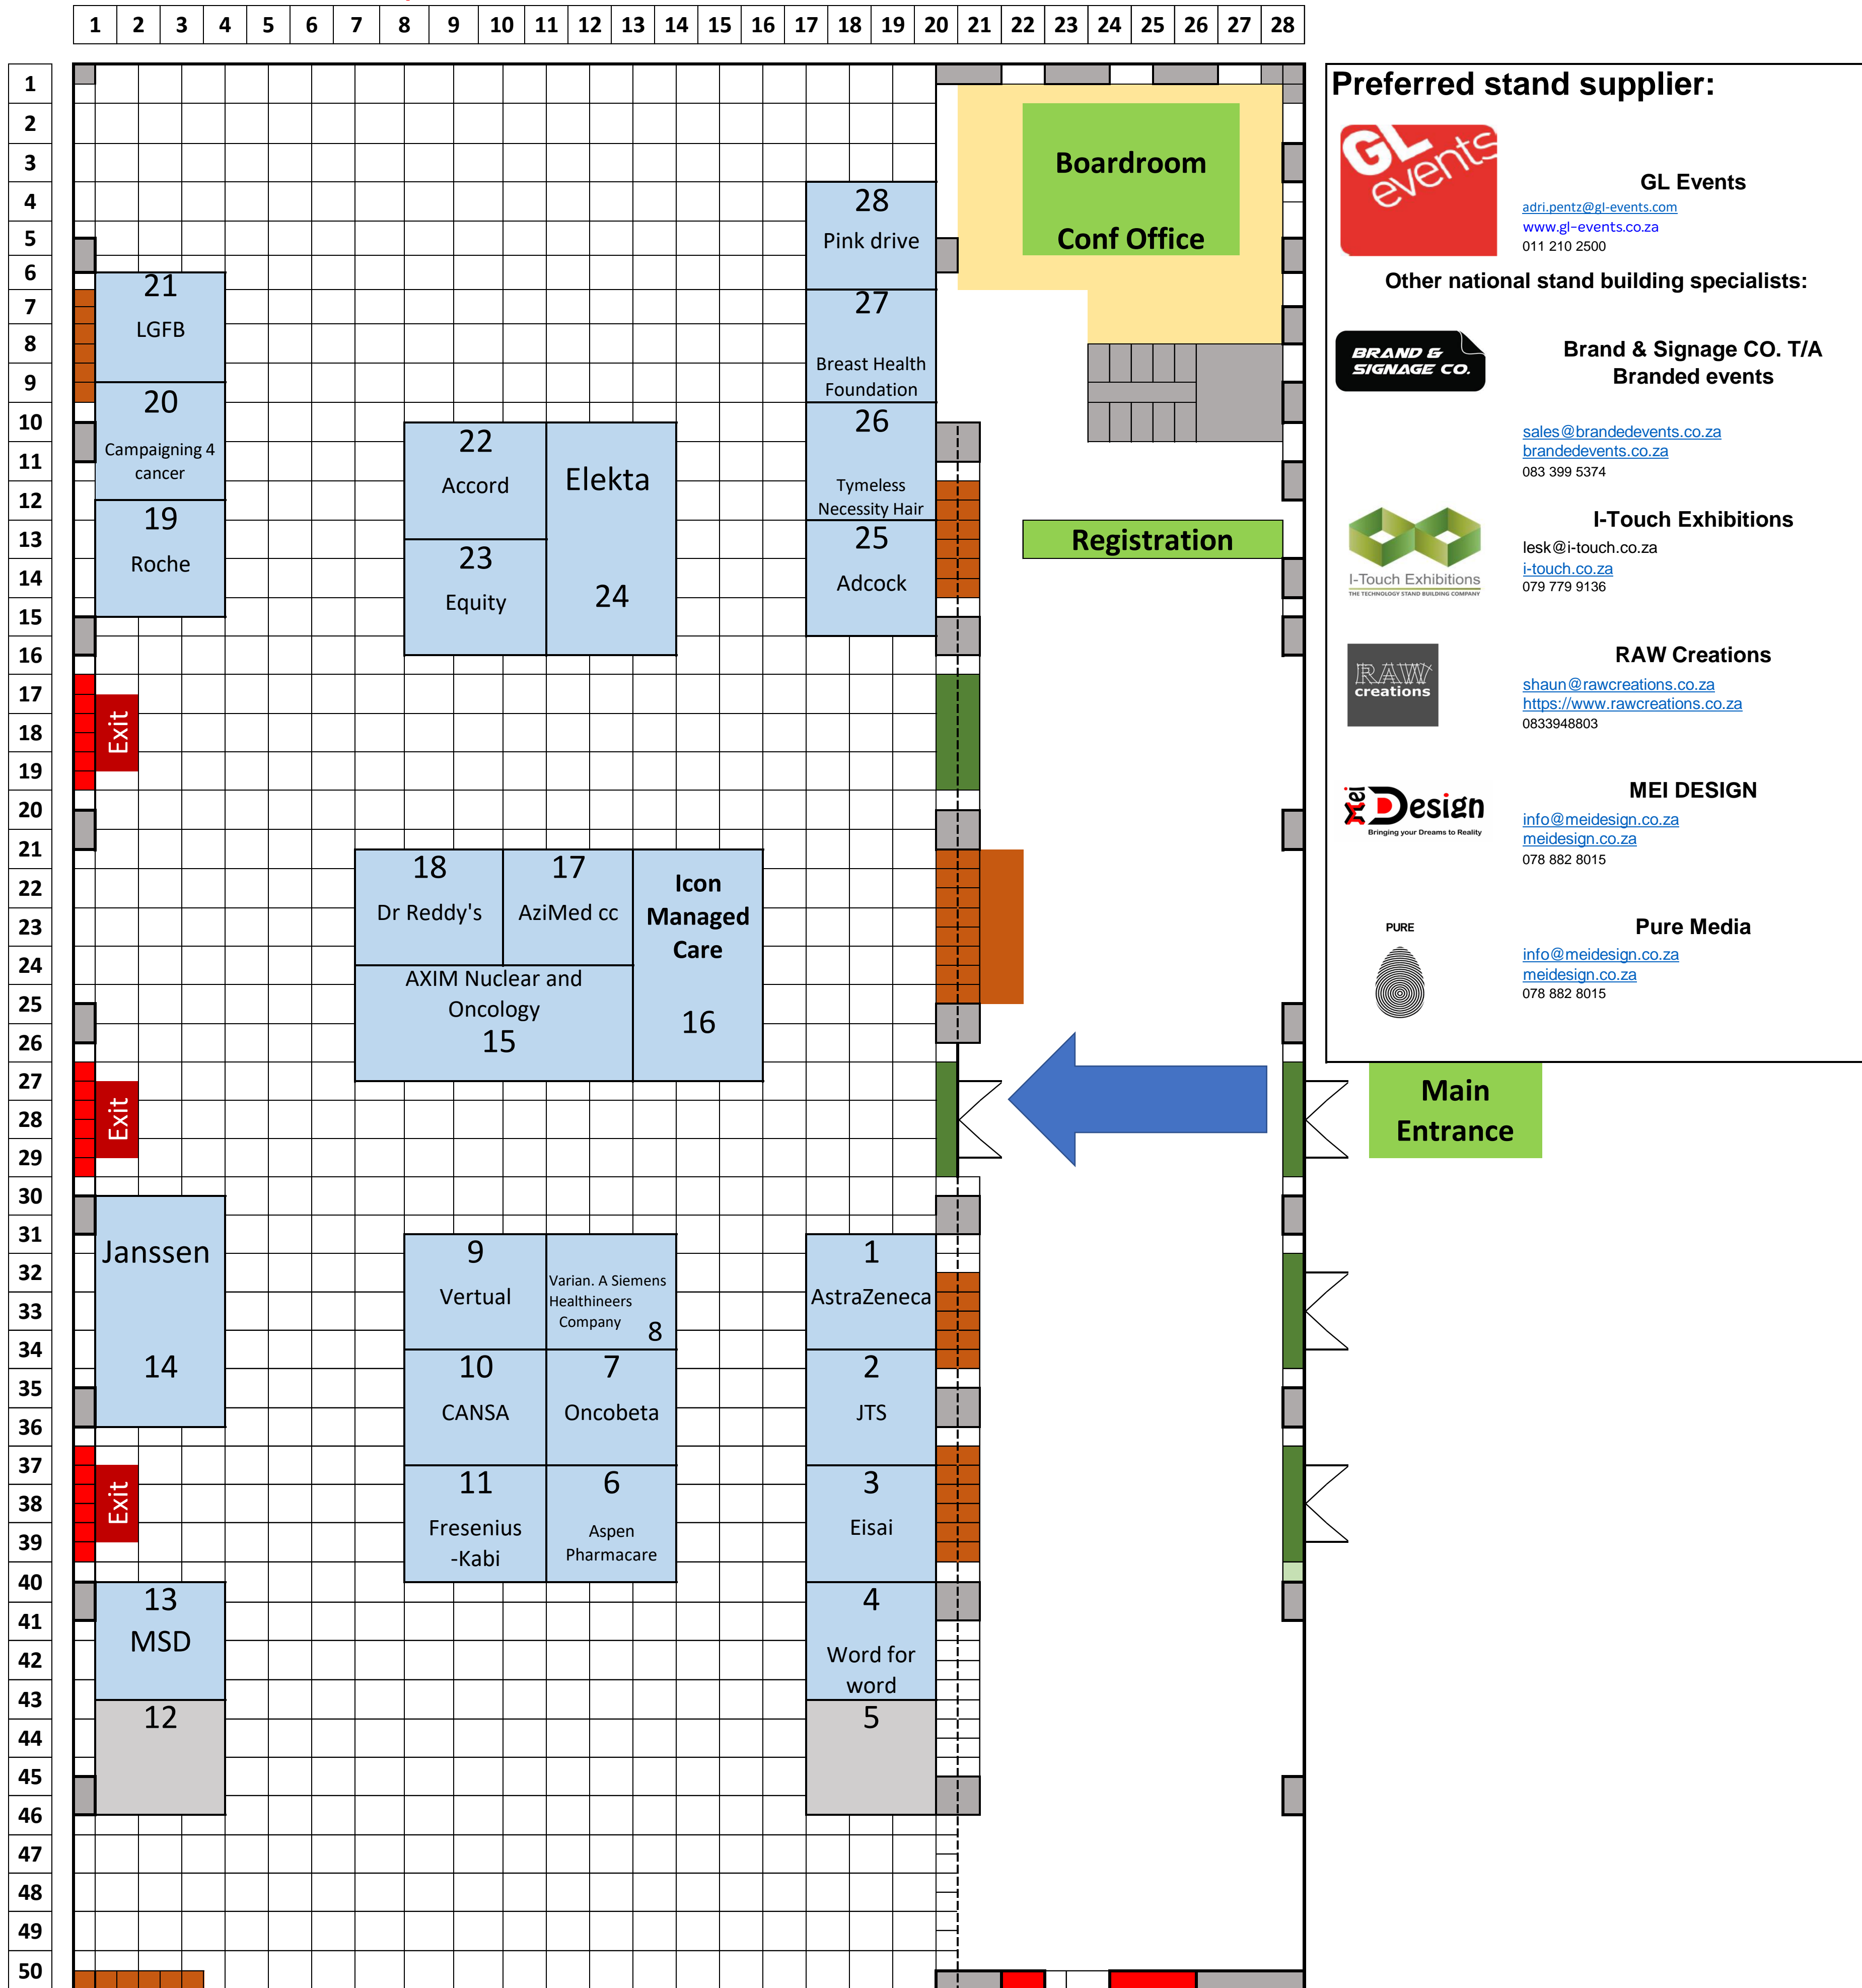 1 2 3 4 5 6 7 8 9 10 11 12 13 14 15 16 17 18 19 20 21 22 23 24 25 26 27 28
1
2
3
4
5
6
7
8
9
10
11
12
13
14
15
16
17
18
19
20
21
22
23
24
25
26
27
28
29
30
31
32
33
34
35
36
37
38
39
40
41
42
43
44
45
46
47
48
49
50
Boardroom
Conf Office
28
Pink drive
27
Breast Health
Foundation
26
Tymeless
Necessity Hair
25
Adcock
21
LGFB
20
Campaigning 4
cancer
19
Roche
22
Accord
23
Equity
Elekta
24
Registration
Exit
18
Dr Reddy's
17
AziMed cc
Icon
Managed
Care
16
AXIM Nuclear and
Oncology
15
Exit
Main
Entrance
Janssen
14
9
Vertual
Varian. A Siemens
Healthineers
Company
8
10
CANSA
7
Oncobeta
11
Fresenius
-Kabi
6
Aspen
Pharmacare
1
AstraZeneca
2
JTS
3
Eisai
4
Word for
word
5
Exit
13
MSD
12
Preferred stand supplier:
GL
events
GL Events
adri.pentz@gl-events.com
www.gl-events.co.za
011 210 2500
Other national stand building specialists:
BRAND &
SIGNAGE CO.
Brand & Signage CO. T/A
Branded events
sales@brandedevents.co.za
brandedevents.co.za
083 399 5374
I-Touch Exhibitions
THE TECHNOLOGY STAND BUILDING COMPANY
I-Touch Exhibitions
lesk@i-touch.co.za
i-touch.co.za
079 779 9136
RAW
creations
RAW Creations
shaun@rawcreations.co.za
https://www.rawcreations.co.za
0833948803
Mei Design
Bringing your Dreams to Reality
MEI DESIGN
info@meidesign.co.za
meidesign.co.za
078 882 8015
PURE
Pure Media
info@meidesign.co.za
meidesign.co.za
078 882 8015